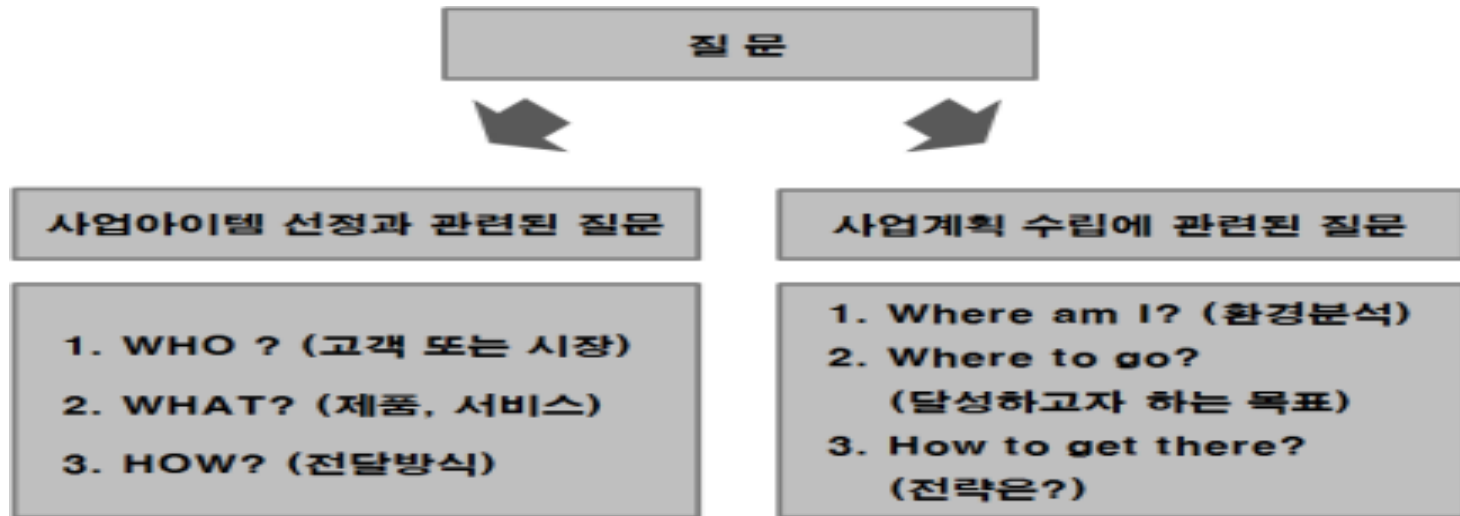 질 문
사업아이템 선정과 관련된 질문
1. WHO ? (고객 또는 시장)
2. WHAT? (제품, 서비스)
3. HOW? (전달방식)
사업계획 수립에 관련된 질문
1. Where am I? (환경분석)
2. Where to go?
(달성하고자 하는 목표)
3. How to get there?
(전략은?)